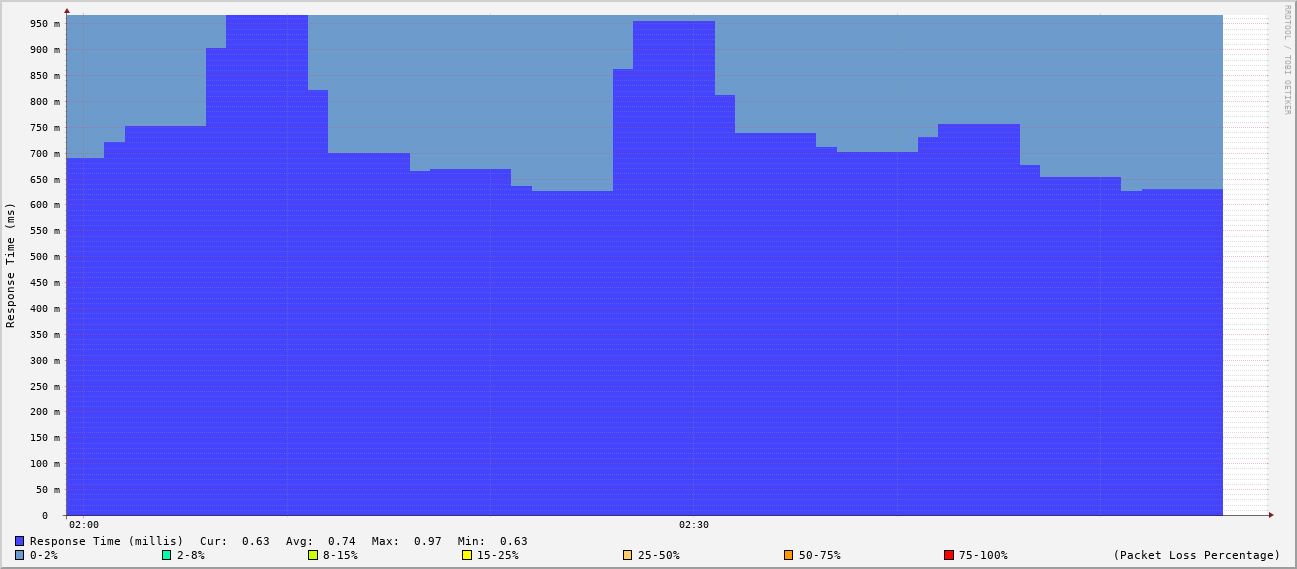 RRDTOOL / TOBI OETIKER
Response Time (ms)
950 m
900 m
850 m
800 m
750 m
700 m
650 m
600 m
550 m
500 m
450 m
400 m
350 m
300 m
250 m
200 m
150 m
100 m
50 m
0
02:00 02:30
Response Time (millis) Cur: 0.63 Avg: 0.74 Max: 0.97 Min: 0.63
0-2% 2-8% 8-15% 15-25% 25-50% 50-75% 75-100% (Packet Loss Percentage)